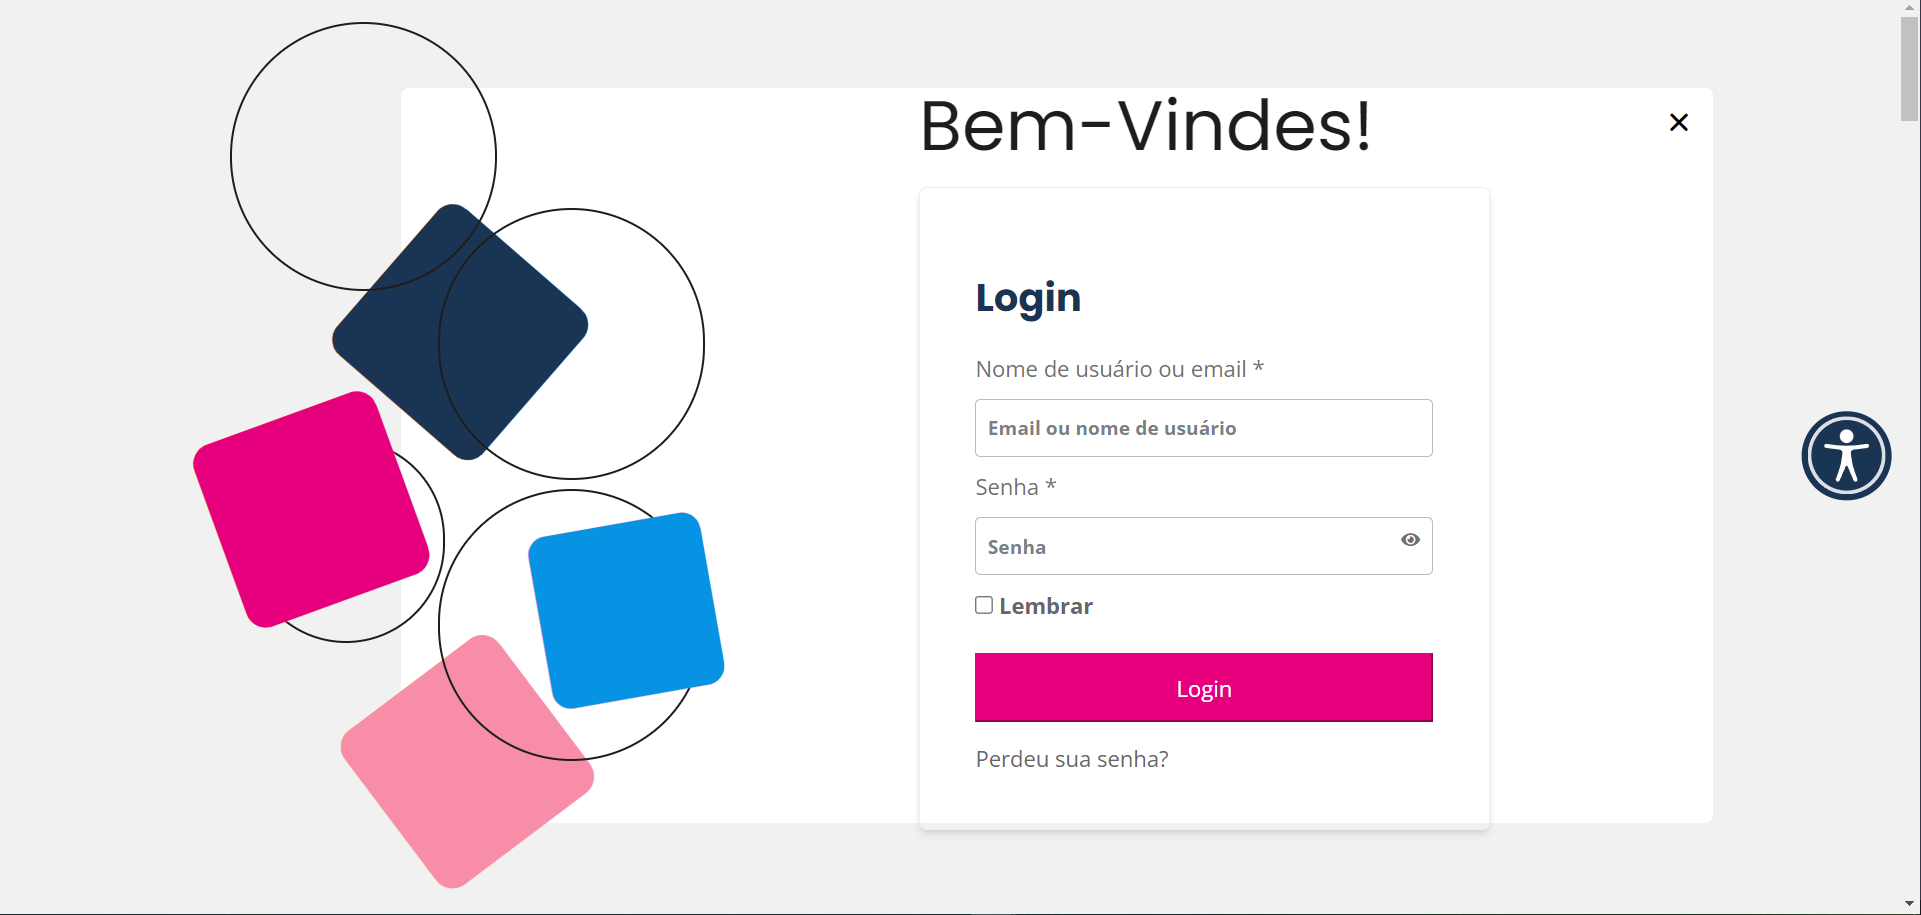 Bem-Vindes!
Login
Nome de usuário ou email *
Email ou nome de usuário
Senha *
Senha
Lembrar
Login
Perdeu sua senha?